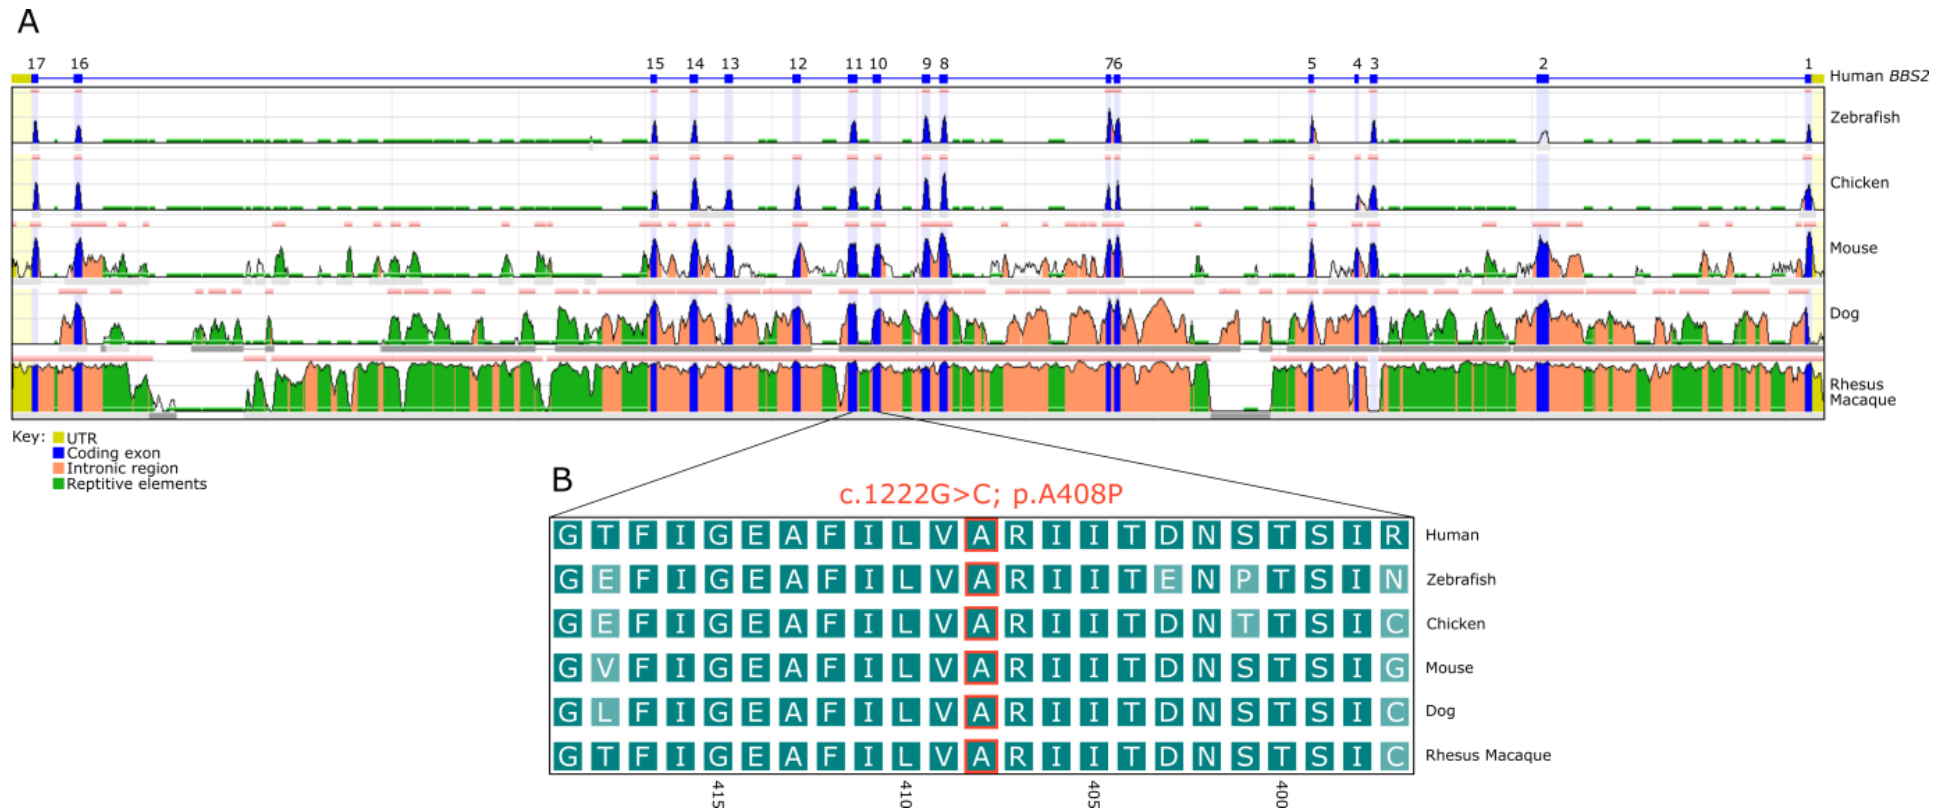 A
17 16 15 14 13 12 11 10 9 8 76 5 4 3 2 1
Human BBS2
Zebrafish
Chicken
Mouse
Dog
Rhesus
Macaque
Key:
UTR
Coding exon
Intronic region
Reptitive elements
B
c.1222G>C; p.A408P
G T F I G E A F I L V A R I I T D N S T S I R Human
G E F I G E A F I L V A R I I T E N P T S I N Zebrafish
G E F I G E A F I L V A R I I T D N T T S I C Chicken
G V F I G E A F I L V A R I I T D N S T S I G Mouse
G L F I G E A F I L V A R I I T D N S T S I C Dog
G T F I G E A F I L V A R I I T D N S T S I C Rhesus Macaque
415 410 405 400